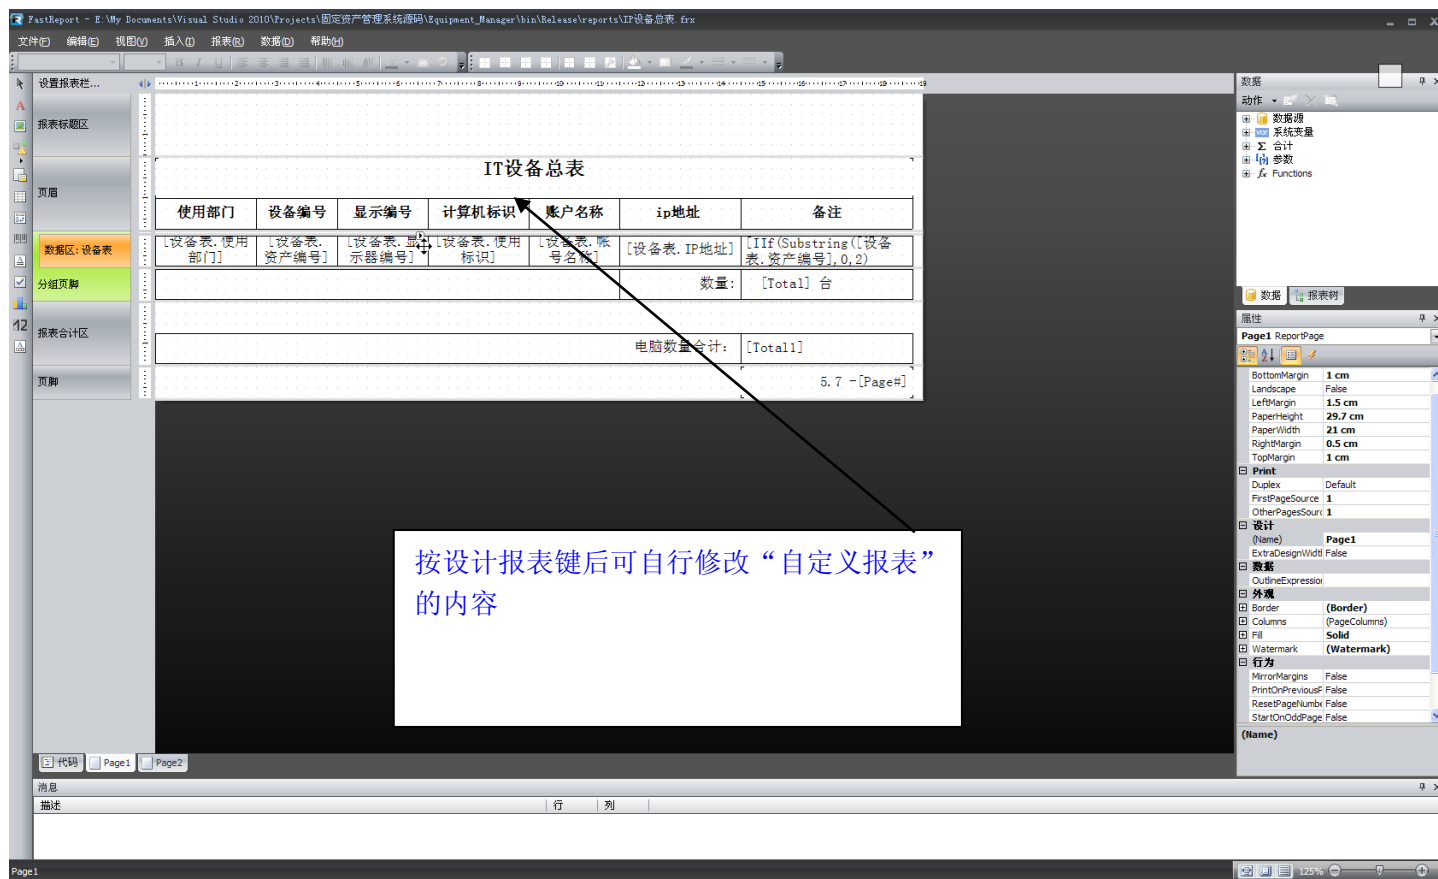 FastReport - E:\My Documents\Visual Studio 2010\Projects\固定资产管理系统源码\Equipment_Manager\bin\Release\reports\IP设备总表.frx
文件(F) 编辑(E) 视图(V) 插入(I) 报表(R) 数据(D) 帮助(H)
设置报表栏...
报表标题区
页眉
IT设备总表
使用部门 设备编号 显示编号 计算机标识 账户名称 ip地址 备注
数据区: 设备表
[设备表.使用部门] [设备表.资产编号] [设备表.显示器编号] [设备表.使用标识] [设备表.帐号名称] [设备表.IP地址] [IIf(Substring([设备表.资产编号],0,2)
分组页脚
数量: [Total] 台
报表合计区
电脑数量合计: [Total1]
页脚
5.7 -[Page#]
按设计报表键后可自行修改“自定义报表”
的内容
代码 Page1 Page2
消息
描述 行 列
Page1
125%
数据
动作
数据源
系统变量
合计
参数
Functions
数据 报表树
属性
Page1 ReportPage
BottomMargin 1 cm
Landscape False
LeftMargin 1.5 cm
PaperHeight 29.7 cm
PaperWidth 21 cm
RightMargin 0.5 cm
TopMargin 1 cm
Print
Duplex Default
FirstPageSource 1
OtherPagesSourc 1
设计
(Name) Page1
ExtraDesignWidt False
数据
OutlineExpression
外观
Border (Border)
Columns (PageColumns)
Fill Solid
Watermark (Watermark)
行为
MirrorMargins False
PrintOnPreviousP False
ResetPageNumbe False
StartOnOddPage False
(Name)